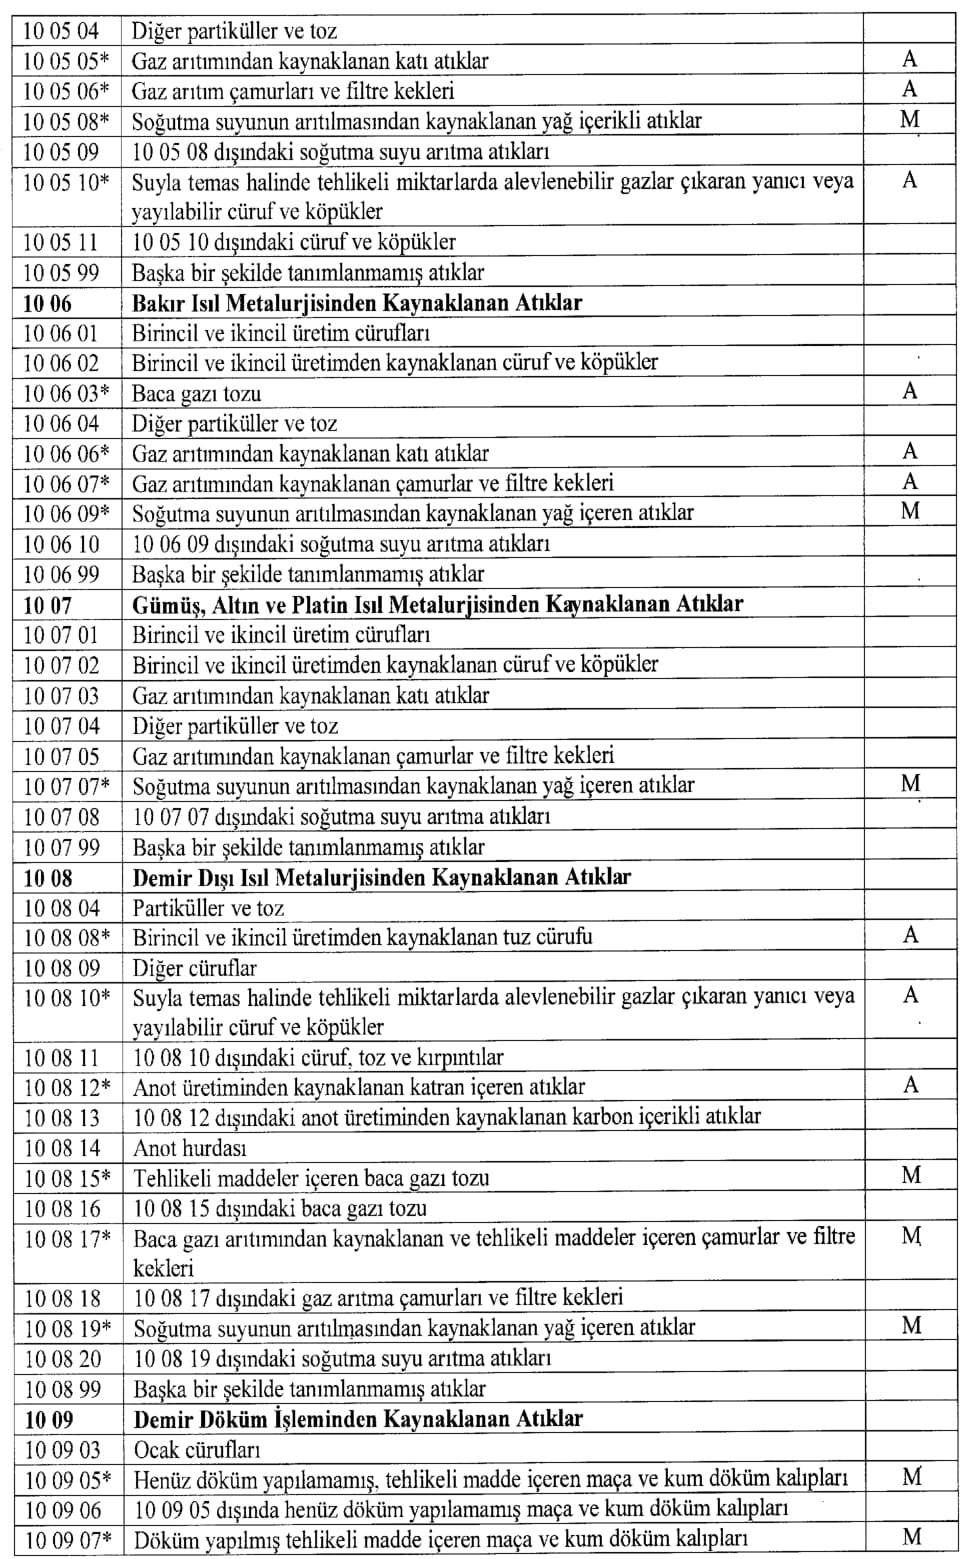 10 05 04 Diğer partiküller ve toz
10 05 05* Gaz arıtımından kaynaklanan katı atıklar A
10 05 06* Gaz arıtım çamurları ve filtre kekleri A
10 05 08* Soğutma suyunun arıtılmasından kaynaklanan yağ içerikli atıklar M
10 05 09 10 05 08 dışındaki soğutma suyu arıtma atıkları
10 05 10* Suyla temas halinde tehlikeli miktarlarda alevlenebilir gazlar çıkaran yanıcı veya A
yayılabilir cüruf ve köpükler
10 05 11 10 05 10 dışındaki cüruf ve köpükler
10 05 99 Başka bir şekilde tanımlanmamış atıklar
10 06 Bakır Isıl Metalurjisinden Kaynaklanan Atıklar
10 06 01 Birincil ve ikincil üretim cürufları
10 06 02 Birincil ve ikincil üretimden kaynaklanan cüruf ve köpükler
10 06 03* Baca gazı tozu A
10 06 04 Diğer partiküller ve toz
10 06 06* Gaz arıtımından kaynaklanan katı atıklar A
10 06 07* Gaz arıtımından kaynaklanan çamurlar ve filtre kekleri A
10 06 09* Soğutma suyunun arıtılmasından kaynaklanan yağ içeren atıklar M
10 06 10 10 06 09 dışındaki soğutma suyu arıtma atıkları
10 06 99 Başka bir şekilde tanımlanmamış atıklar
10 07 Gümüş, Altın ve Platin Isıl Metalurjisinden Kaynaklanan Atıklar
10 07 01 Birincil ve ikincil üretim cürufları
10 07 02 Birincil ve ikincil üretimden kaynaklanan cüruf ve köpükler
10 07 03 Gaz arıtımından kaynaklanan katı atıklar
10 07 04 Diğer partiküller ve toz
10 07 05 Gaz arıtımından kaynaklanan çamurlar ve filtre kekleri
10 07 07* Soğutma suyunun arıtılmasından kaynaklanan yağ içeren atıklar M
10 07 08 10 07 07 dışındaki soğutma suyu arıtma atıkları
10 07 99 Başka bir şekilde tanımlanmamış atıklar
10 08 Demir Dışı Isıl Metalurjisinden Kaynaklanan Atıklar
10 08 04 Partiküller ve toz
10 08 08* Birincil ve ikincil üretimden kaynaklanan tuz cürufu A
10 08 09 Diğer cüruflar
10 08 10* Suyla temas halinde tehlikeli miktarlarda alevlenebilir gazlar çıkaran yanıcı veya A
yayılabilir cüruf ve köpükler
10 08 11 10 08 10 dışındaki cüruf, toz ve kırpıntılar
10 08 12* Anot üretiminden kaynaklanan katran içeren atıklar A
10 08 13 10 08 12 dışındaki anot üretiminden kaynaklanan karbon içerikli atıklar
10 08 14 Anot hurdası
10 08 15* Tehlikeli maddeler içeren baca gazı tozu M
10 08 16 10 08 15 dışındaki baca gazı tozu
10 08 17* Baca gazı arıtımından kaynaklanan ve tehlikeli maddeler içeren çamurlar ve filtre M
kekleri
10 08 18 10 08 17 dışındaki gaz arıtma çamurları ve filtre kekleri
10 08 19* Soğutma suyunun arıtılmasından kaynaklanan yağ içeren atıklar M
10 08 20 10 08 19 dışındaki soğutma suyu arıtma atıkları
10 08 99 Başka bir şekilde tanımlanmamış atıklar
10 09 Demir Döküm İşleminden Kaynaklanan Atıklar
10 09 03 Ocak cürufları
10 09 05* Henüz döküm yapılamamış, tehlikeli madde içeren maça ve kum döküm kalıpları M
10 09 06 10 09 05 dışında henüz döküm yapılamamış maça ve kum döküm kalıpları
10 09 07* Döküm yapılmış tehlikeli madde içeren maça ve kum döküm kalıpları M